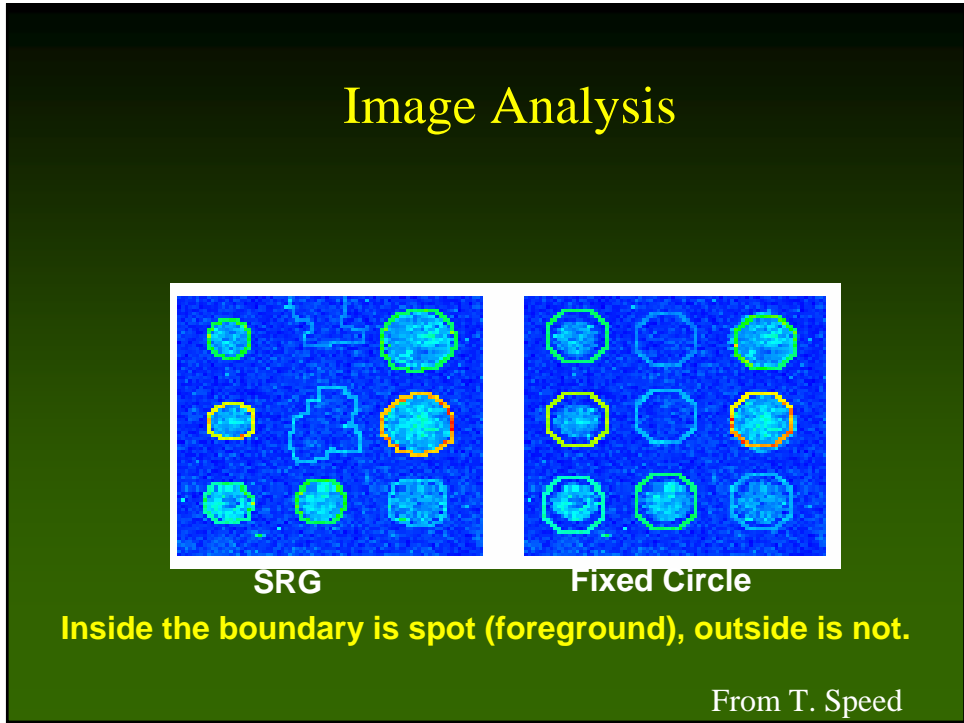 Image Analysis
SRG
Fixed Circle
Inside the boundary is spot (foreground), outside is not.
From T. Speed